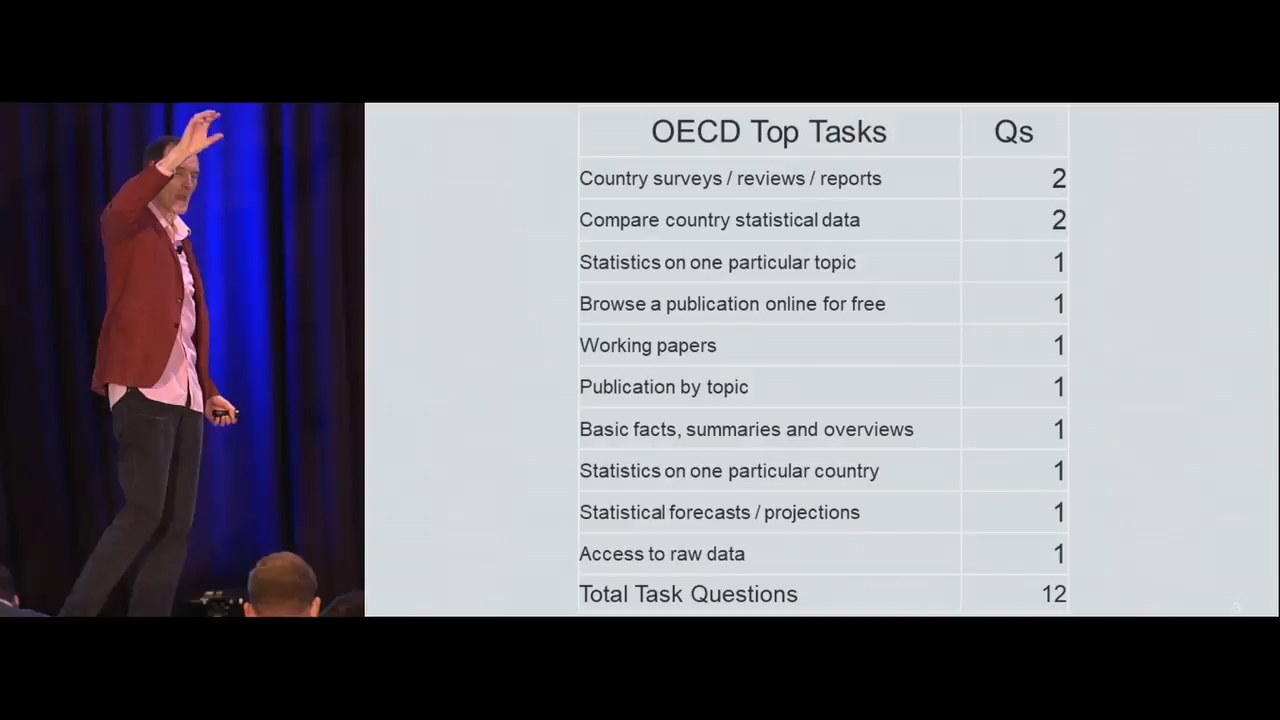 OECD Top Tasks Qs
Country surveys / reviews / reports 2
Compare country statistical data 2
Statistics on one particular topic 1
Browse a publication online for free 1
Working papers 1
Publication by topic 1
Basic facts, summaries and overviews 1
Statistics on one particular country 1
Statistical forecasts / projections 1
Access to raw data 1
Total Task Questions 12
3